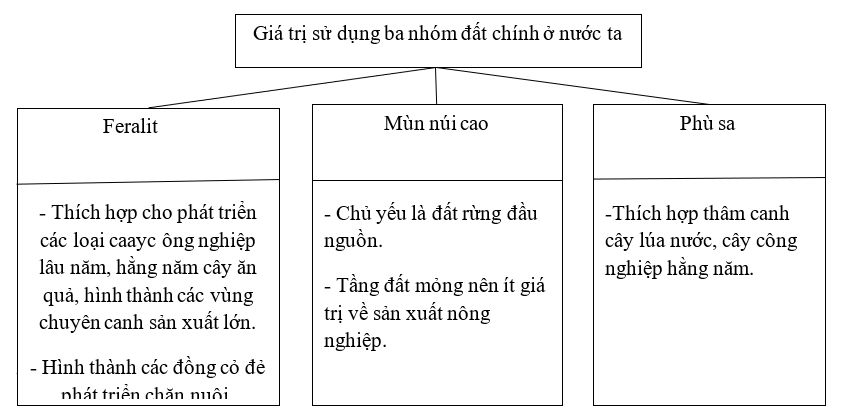 Giá trị sử dụng ba nhóm đất chính ở nước ta
Feralit
- Thích hợp cho phát triển
các loại caayc ông nghiệp
lâu năm, hằng năm cây ăn
quả, hình thành các vùng
chuyên canh sản xuất lớn.
- Hình thành các đồng cỏ đẻ
phát triển chăn nuôi
Mùn núi cao
- Chủ yếu là đất rừng đầu
nguồn.
- Tầng đất mỏng nên ít giá
trị về sản xuất nông
nghiệp.
Phù sa
-Thích hợp thâm canh
cây lúa nước, cây công
nghiệp hằng năm.